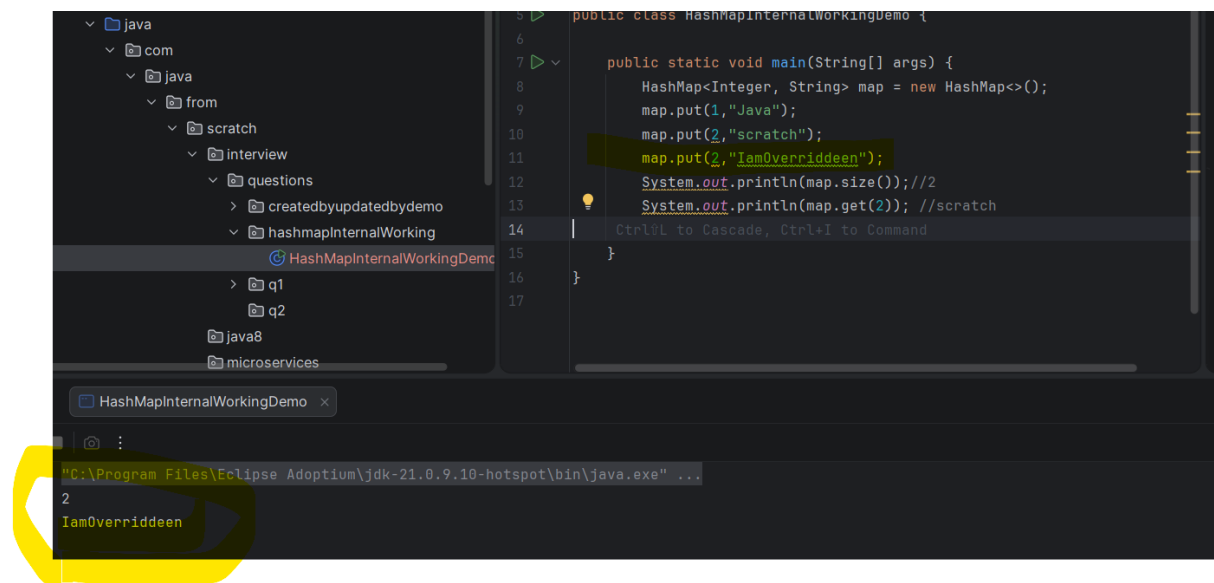 java
com
java
from
scratch
interview
questions
createdbyupdatedbydemo
hashmapInternalWorking
HashMapInternalWorkingDemo
q1
q2
java8
microservices
5 public class HashMapInternalWorkingDemo {
6
7 public static void main(String[] args) {
8 HashMap<Integer, String> map = new HashMap<>();
9 map.put(1,"Java");
10 map.put(2,"scratch");
11 map.put(2,"IamOverriddeen");
12 System.out.println(map.size());//2
13 System.out.println(map.get(2)); //scratch
14 Ctrl⇧L to Cascade, Ctrl+I to Command
15 }
16 }
17
HashMapInternalWorkingDemo ×
"C:\Program Files\Eclipse Adoptium\jdk-21.0.9.10-hotspot\bin\java.exe" ...
2
IamOverriddeen